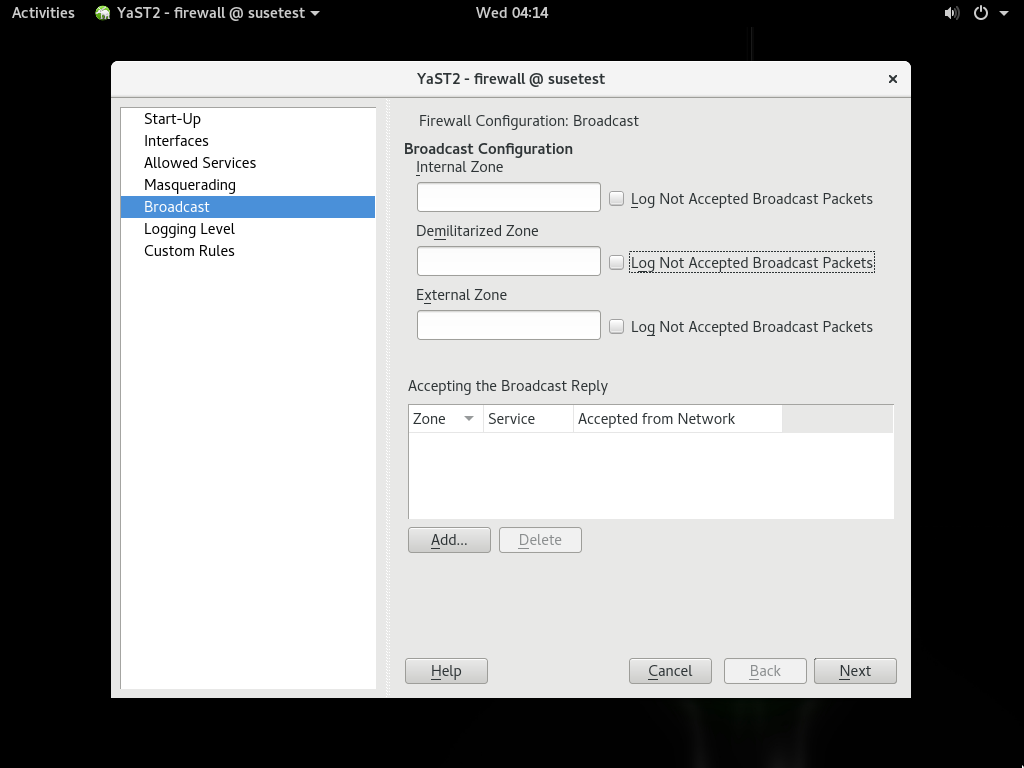 Activities YaST2 - firewall @ susetest Wed 04:14
YaST2 - firewall @ susetest
Start-Up
Interfaces
Allowed Services
Masquerading
Broadcast
Logging Level
Custom Rules
Firewall Configuration: Broadcast
Broadcast Configuration
Internal Zone
Log Not Accepted Broadcast Packets
Demilitarized Zone
Log Not Accepted Broadcast Packets
External Zone
Log Not Accepted Broadcast Packets
Accepting the Broadcast Reply
Zone Service Accepted from Network
Add... Delete
Help Cancel Back Next